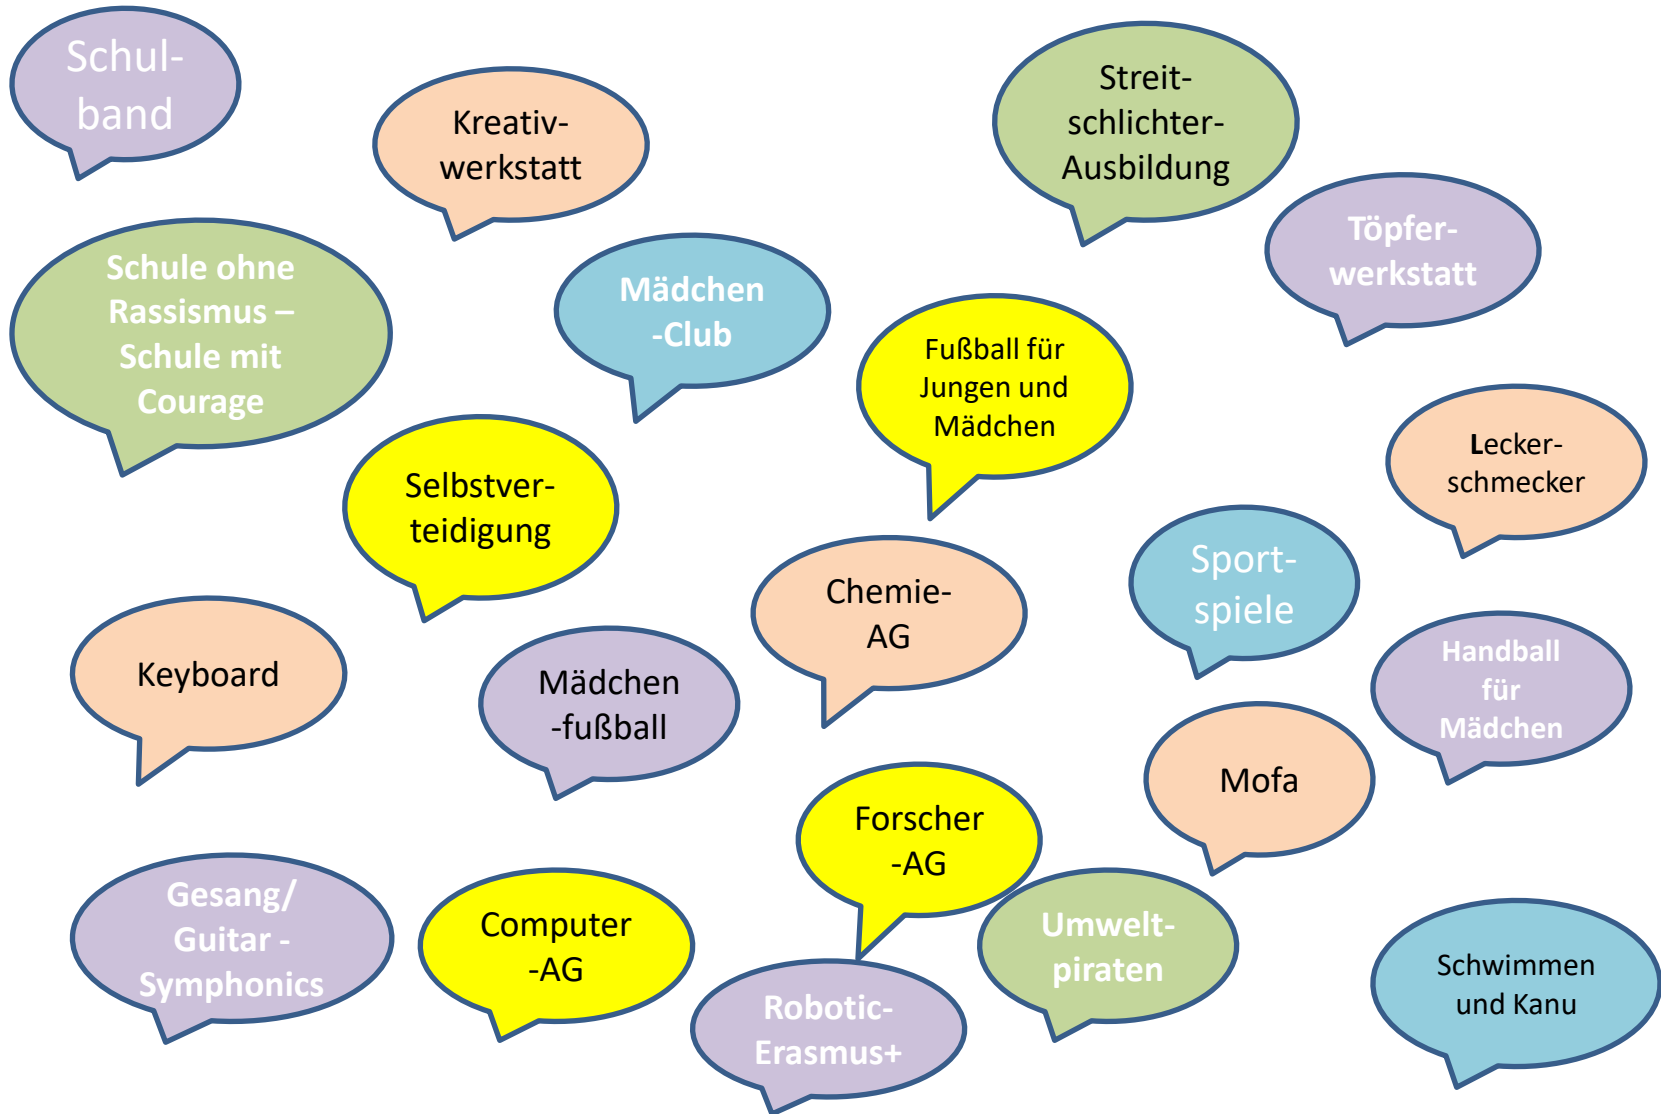 Schul-
band
Kreativ-
werkstatt
Streit-
schlichter-
Ausbildung
Töpfer-
werkstatt
Schule ohne
Rassismus –
Schule mit
Courage
Mädchen
-Club
Fußball für
Jungen und
Mädchen
Lecker-
schmecker
Selbstver-
teidigung
Sport-
spiele
Chemie-
AG
Keyboard
Mädchen
-fußball
Handball
für
Mädchen
Mofa
Forscher
-AG
Gesang/
Guitar -
Symphonics
Computer
-AG
Umwelt-
piraten
Schwimmen
und Kanu
Robotic-
Erasmus+